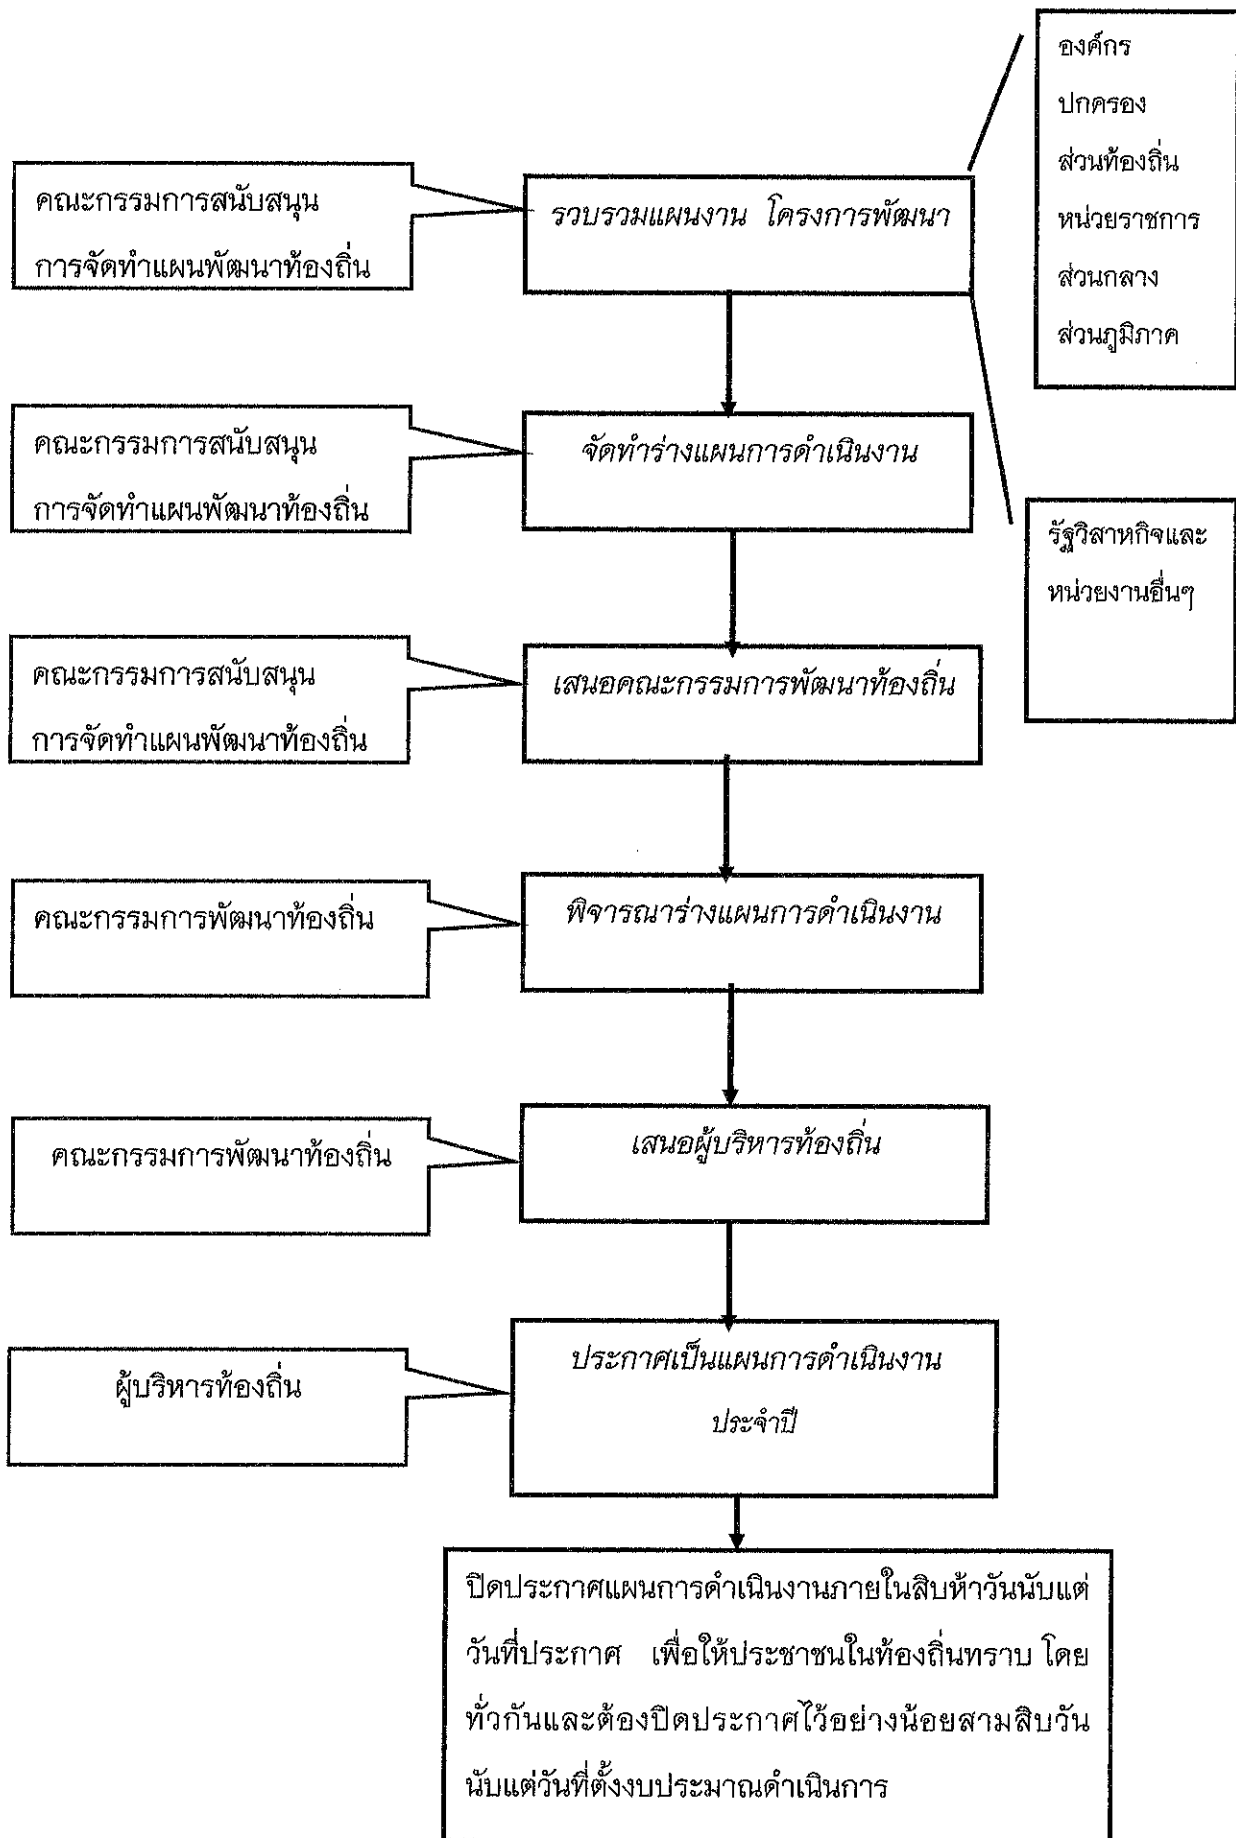 องค์กร
ปกครอง
ส่วนท้องถิ่น
หน่วยราชการ
ส่วนกลาง
ส่วนภูมิภาค
คณะกรรมการสนับสนุน
การจัดทำแผนพัฒนาท้องถิ่น
รวบรวมแผนงาน โครงการพัฒนา
คณะกรรมการสนับสนุน
การจัดทำแผนพัฒนาท้องถิ่น
จัดทำร่างแผนการดำเนินงาน
รัฐวิสาหกิจและ
หน่วยงานอื่นๆ
คณะกรรมการสนับสนุน
การจัดทำแผนพัฒนาท้องถิ่น
เสนอคณะกรรมการพัฒนาท้องถิ่น
คณะกรรมการพัฒนาท้องถิ่น
พิจารณาร่างแผนการดำเนินงาน
คณะกรรมการพัฒนาท้องถิ่น
เสนอผู้บริหารท้องถิ่น
ผู้บริหารท้องถิ่น
ประกาศเป็นแผนการดำเนินงาน
ประจำปี
ปิดประกาศแผนการดำเนินงานภายในสิบห้าวันนับแต่
วันที่ประกาศ เพื่อให้ประชาชนในท้องถิ่นทราบ โดย
ทั่วกันและต้องปิดประกาศไว้อย่างน้อยสามสิบวัน
นับแต่วันที่ตั้งงบประมาณดำเนินการ